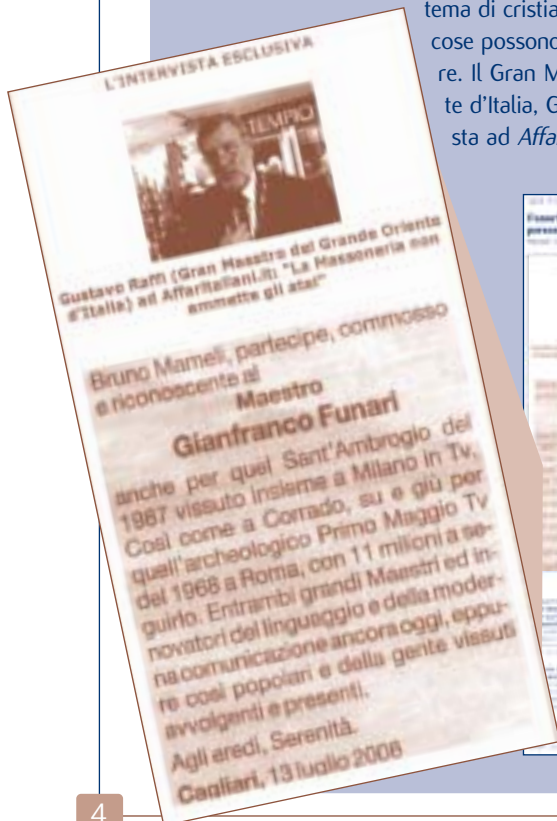 tema di cristia
cose possono
re. Il Gran M
te d'Italia, G
sta ad Affa
L'INTERVISTA ESCLUSIVA
TEMPIO
Gustavo Raffi (Gran Maestro del Grande Oriente
d'Italia) ad Affaritaliani.it: "La Massoneria non
ammette gli atei"
Bruno Mameli, partecipe, commosso
e riconoscente al
Maestro
Gianfranco Funari
anche per quel Sant'Ambrogio del
1987 vissuto insieme a Milano in Tv.
Così come a Corrado, su e giù per
quell'archeologico Primo Maggio Tv
del 1968 a Roma, con 11 milioni a se-
guirlo. Entrambi grandi Maestri ed in-
novatori del linguaggio e della moder-
na comunicazione ancora oggi, eppu-
re così popolari e della gente vissuti
avvolgenti e presenti.
Agli eredi, Serenità.
Cagliari, 13 luglio 2008
4